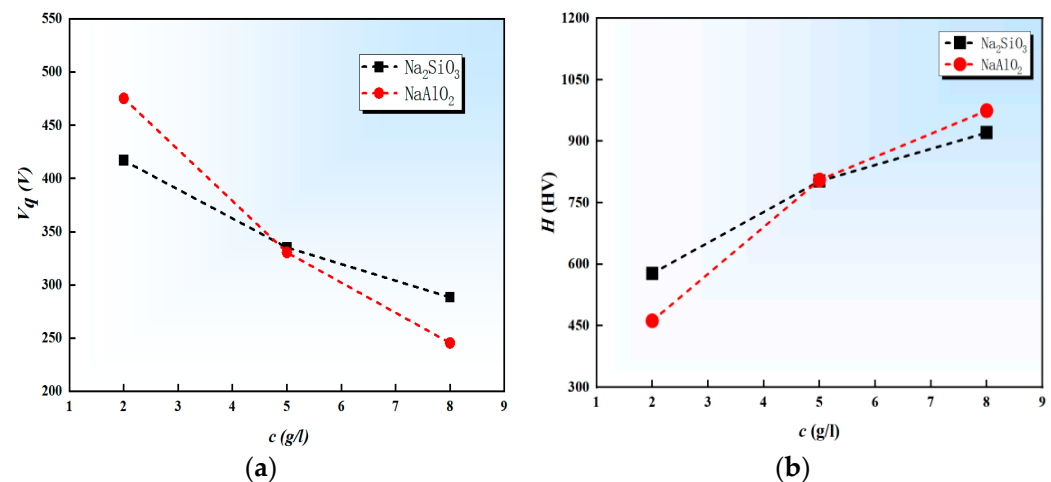 550
500
450
400
350
300
250
200
Vq (V)
1 2 3 4 5 6 7 8 9
c (g/l)
Na₂SiO₃
NaAlO₂
(a)
1200
1050
900
750
600
450
300
H (HV)
1 2 3 4 5 6 7 8 9
c (g/l)
Na₂SiO₃
NaAlO₂
(b)